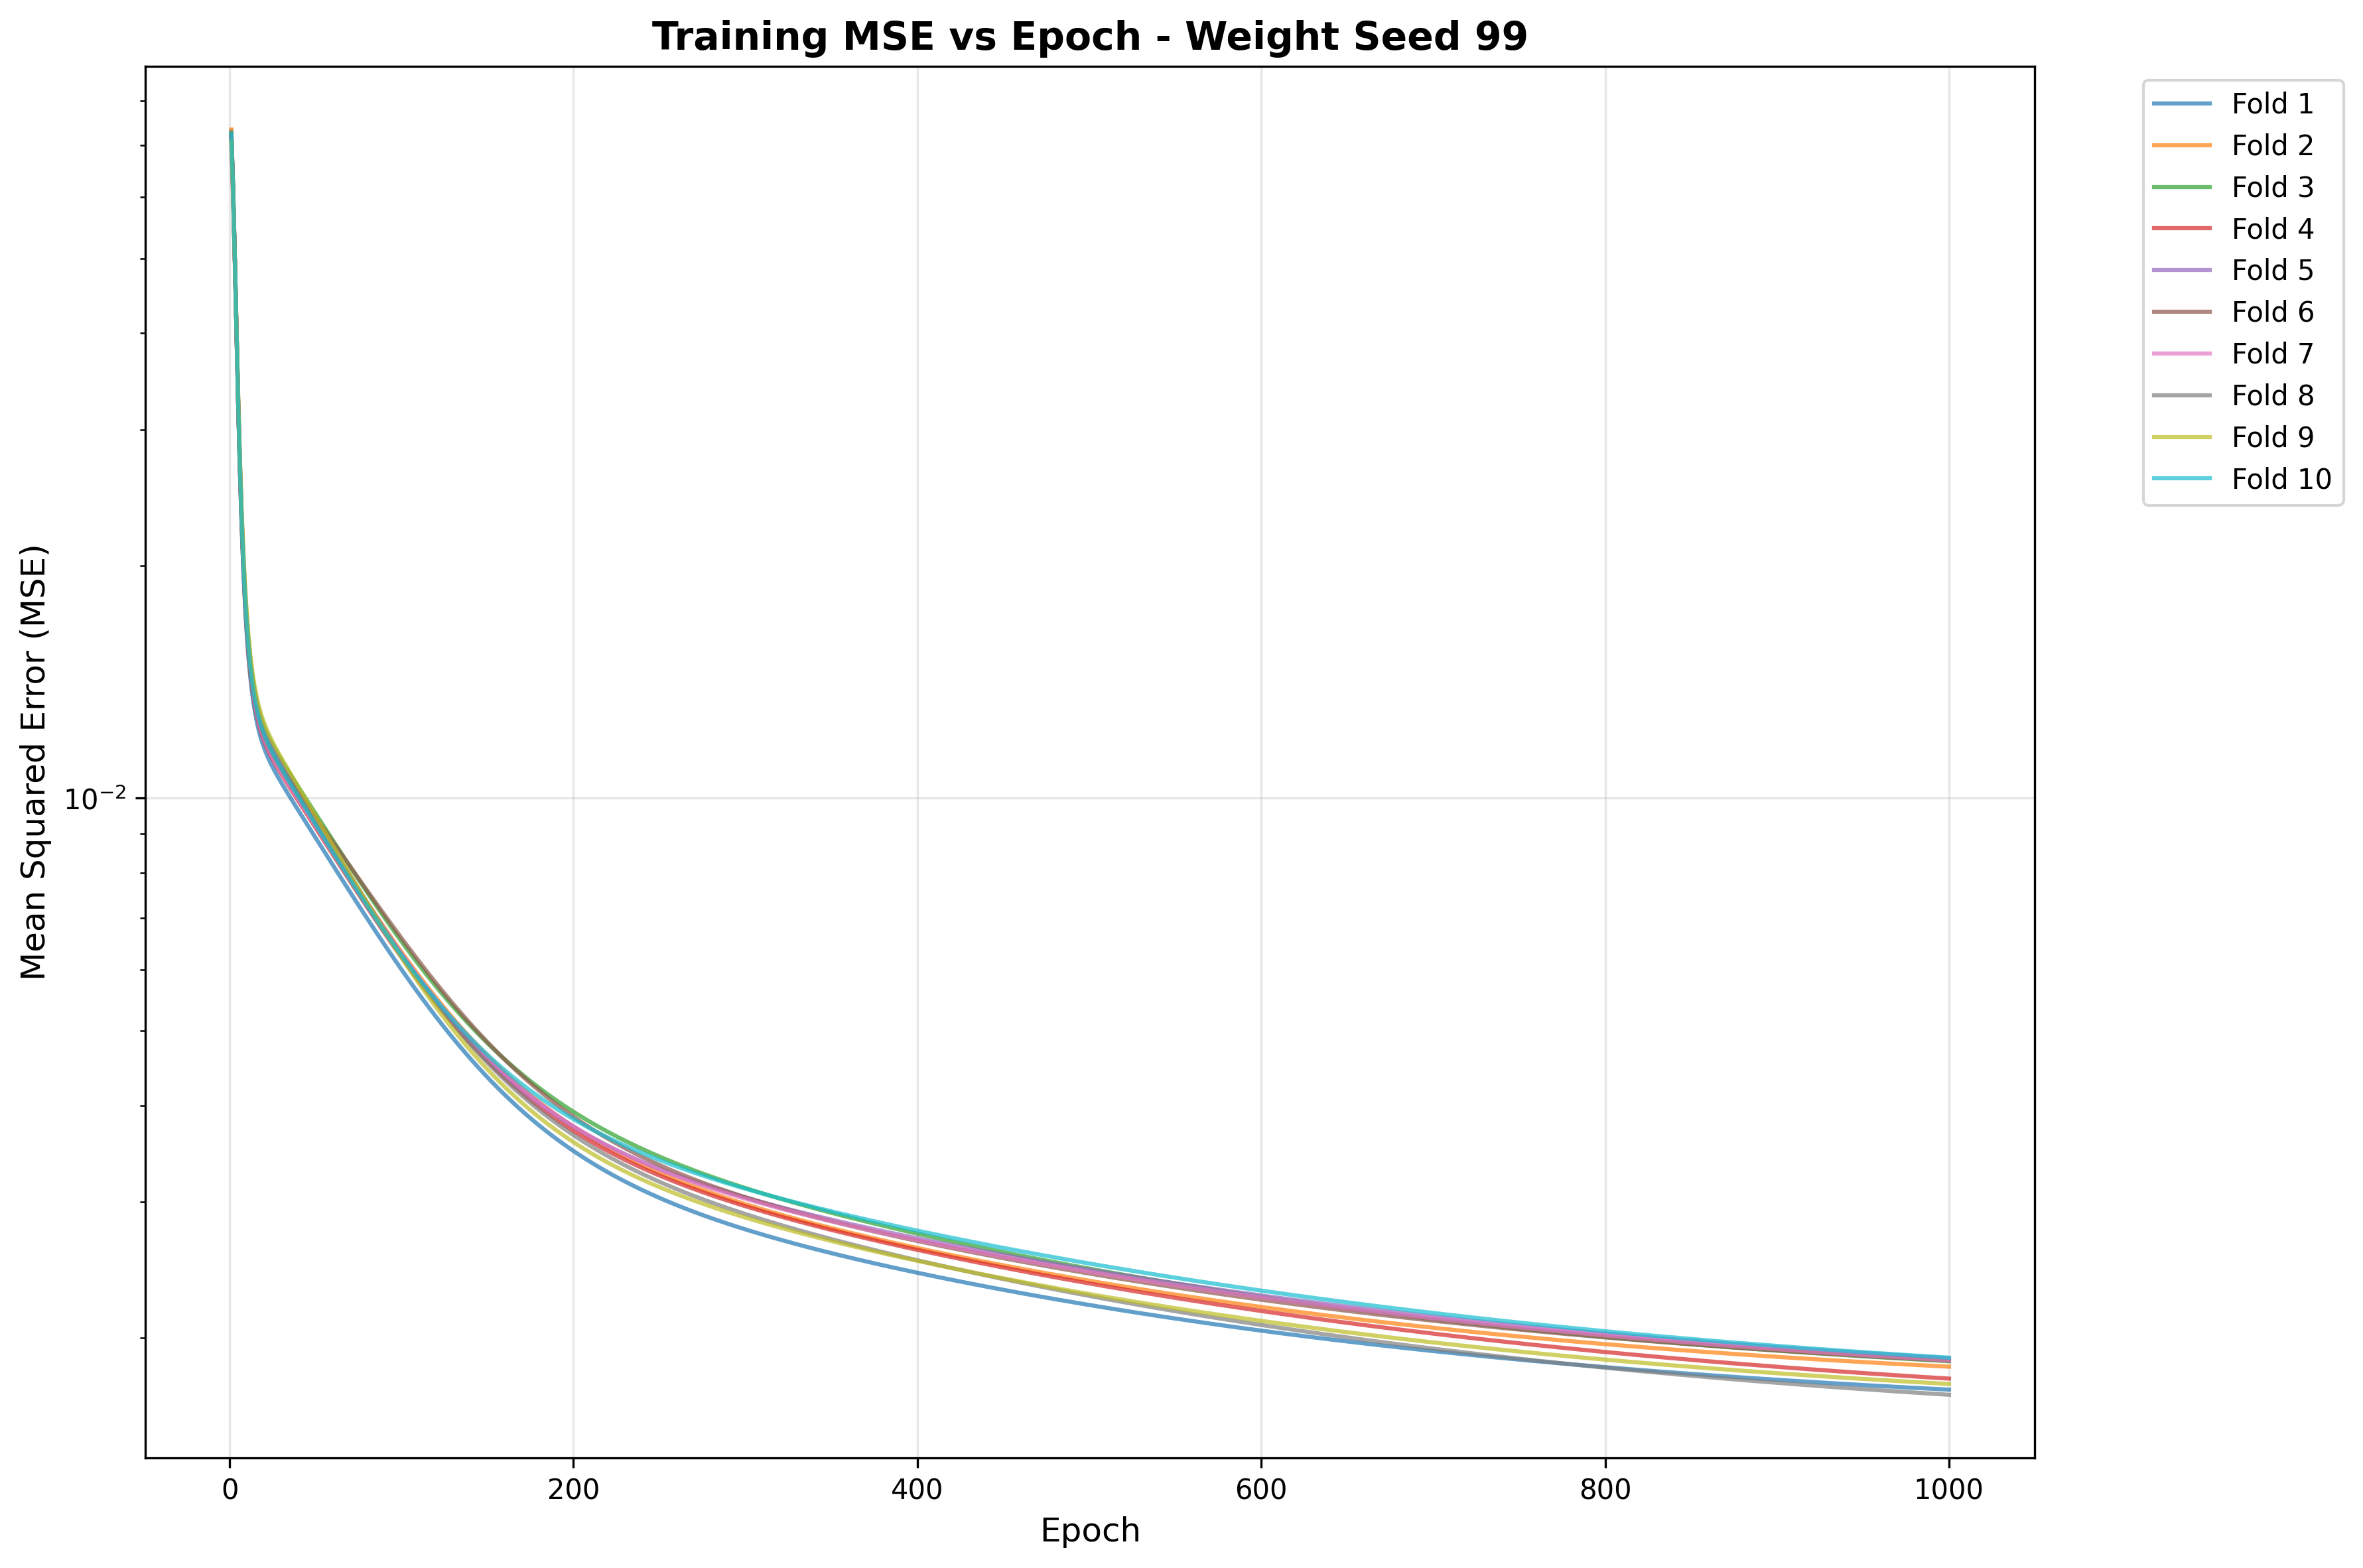 Training MSE vs Epoch - Weight Seed 99
Mean Squared Error (MSE)
10⁻²
0 200 400 600 800 1000
Epoch
Fold 1
Fold 2
Fold 3
Fold 4
Fold 5
Fold 6
Fold 7
Fold 8
Fold 9
Fold 10